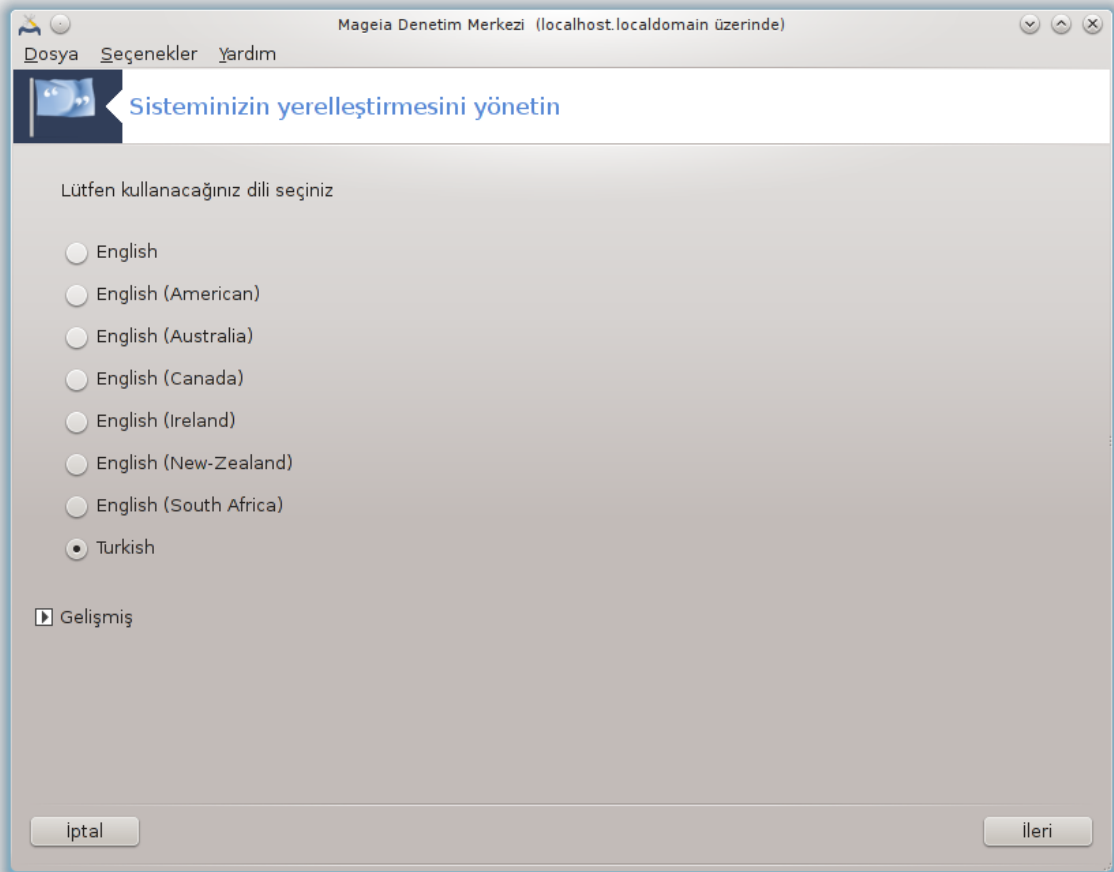 Mageia Denetim Merkezi (localhost.localdomain üzerinde)
Dosya Seçenekler Yardım
Sisteminizin yerelleştirmesini yönetin
Lütfen kullanacağınız dili seçiniz
English
English (American)
English (Australia)
English (Canada)
English (Ireland)
English (New-Zealand)
English (South Africa)
Turkish
Gelişmiş
İptal İleri